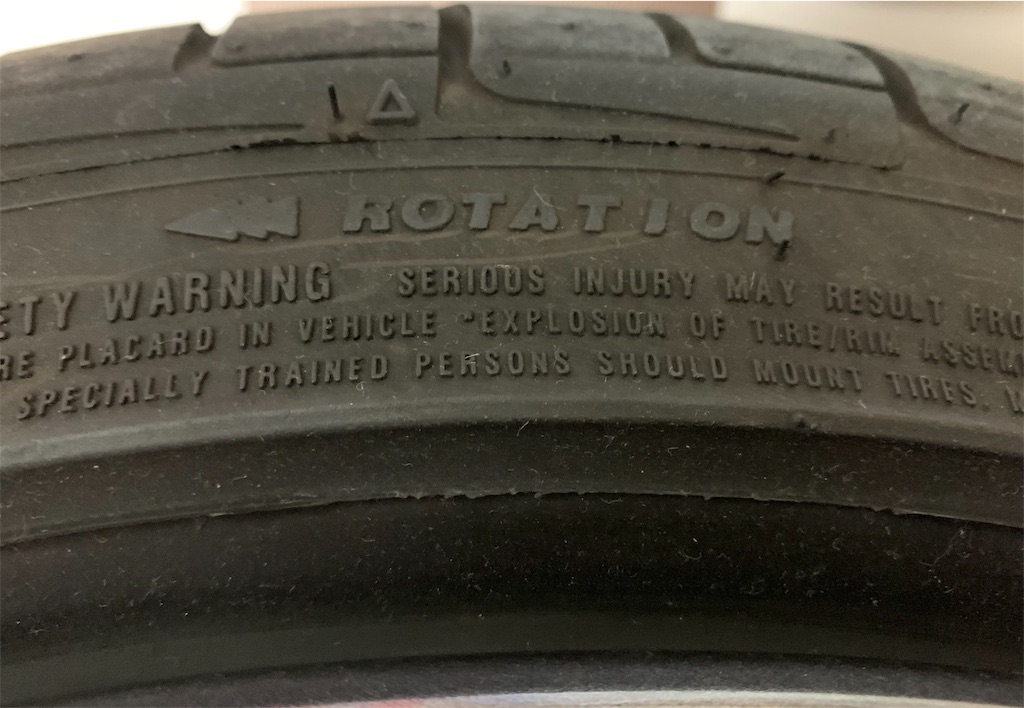 ROTATION
ETY WARNING SERIOUS INJURY MAY RESULT FRO
RE PLACARD IN VEHICLE *EXPLOSION OF TIRE/RIM ASSEM
SPECIALLY TRAINED PERSONS SHOULD MOUNT TIRES. W